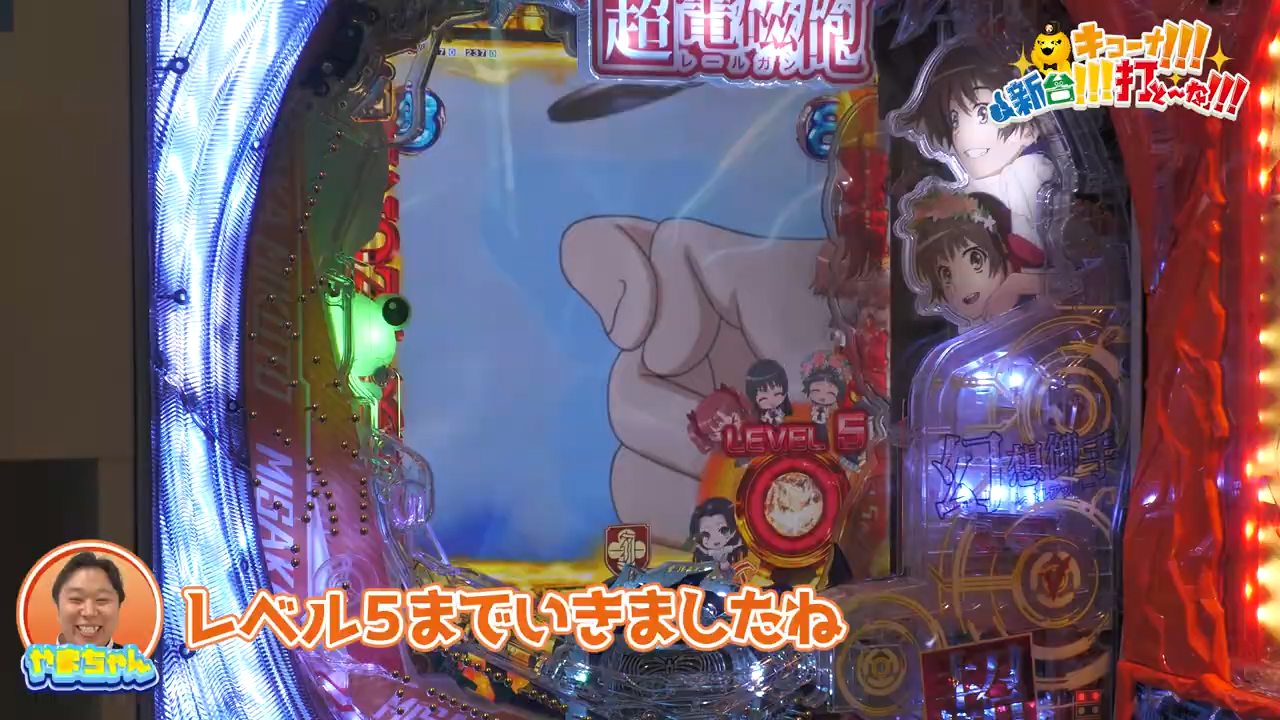 超電磁砲
レールガン
キコーナ!!!
新台!!!打と〜な!!!
LEVEL 5
幻想御手
MISAK
レベル5までいきましたね
やまちゃん